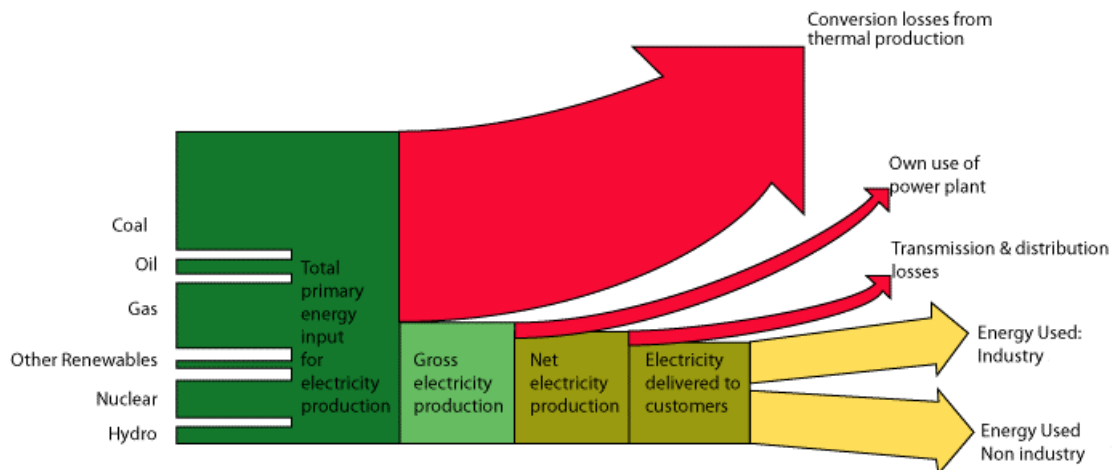 Conversion losses from
thermal production
Own use of
power plant
Coal
Transmission & distribution
losses
Oil
Total
primary
energy
input
for
electricity
production
Gas
Energy Used:
Industry
Other Renewables
Gross
electricity
production
Net
electricity
production
Electricity
delivered to
customers
Nuclear
Hydro
Energy Used
Non industry